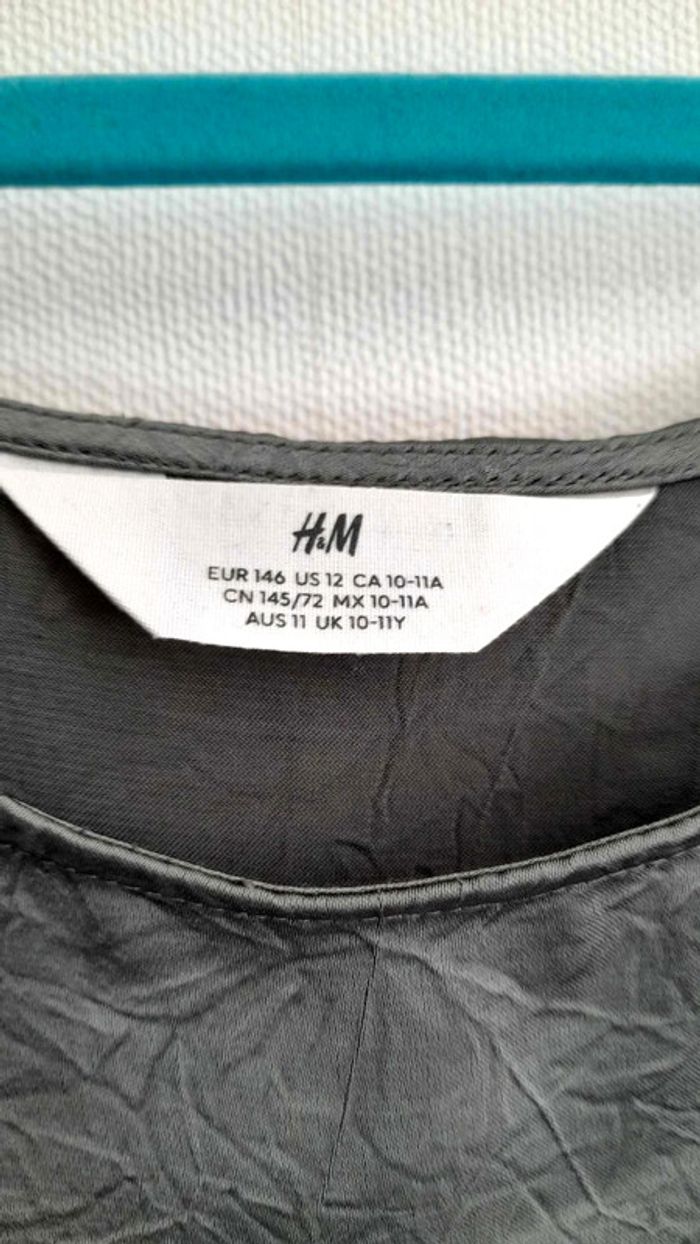 H&M
EUR 146 US 12 CA 10-11A
CN 145/72 MX 10-11A
AUS 11 UK 10-11Y